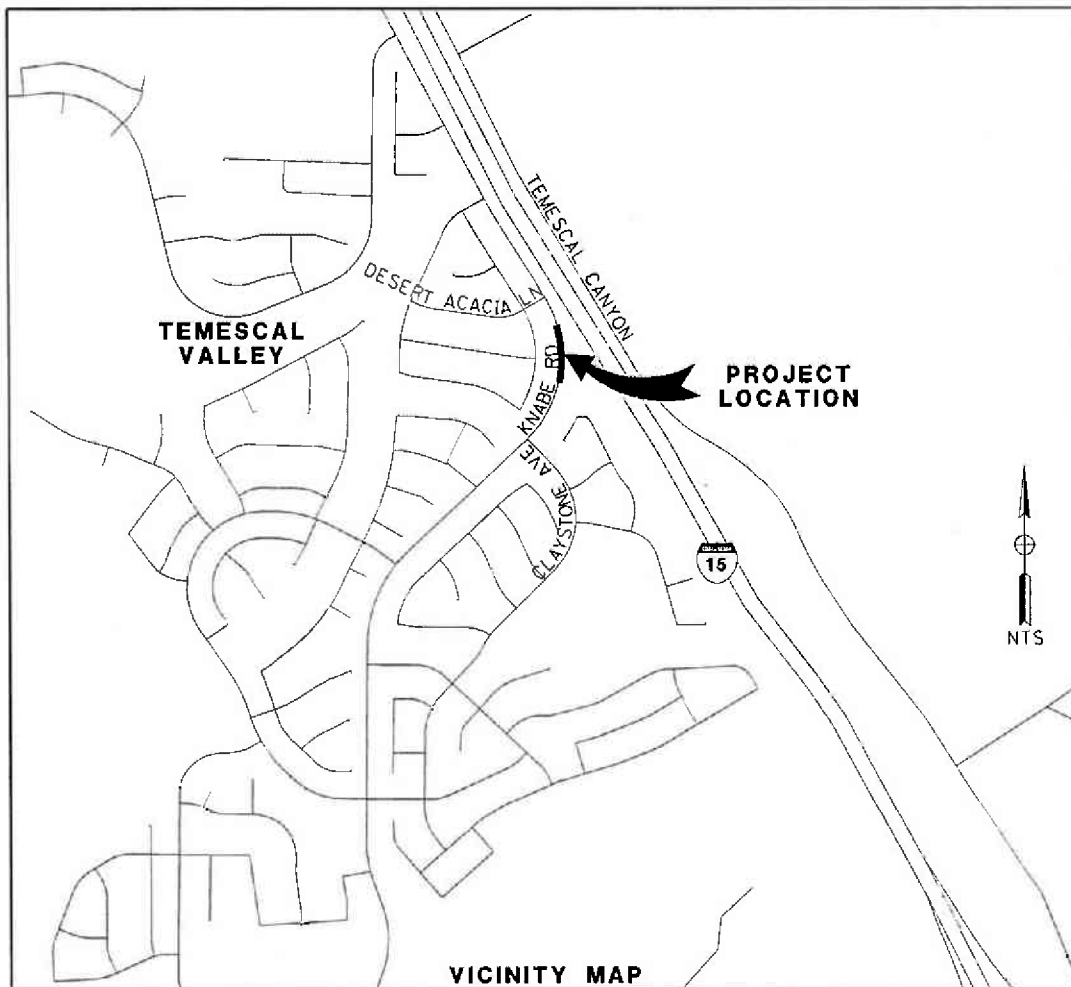 TEMESCAL CANYON
DESERT ACACIA LN
TEMESCAL
VALLEY
KNABE RD
PROJECT
LOCATION
CLAYSTONE AVE
15
NTS
VICINITY MAP